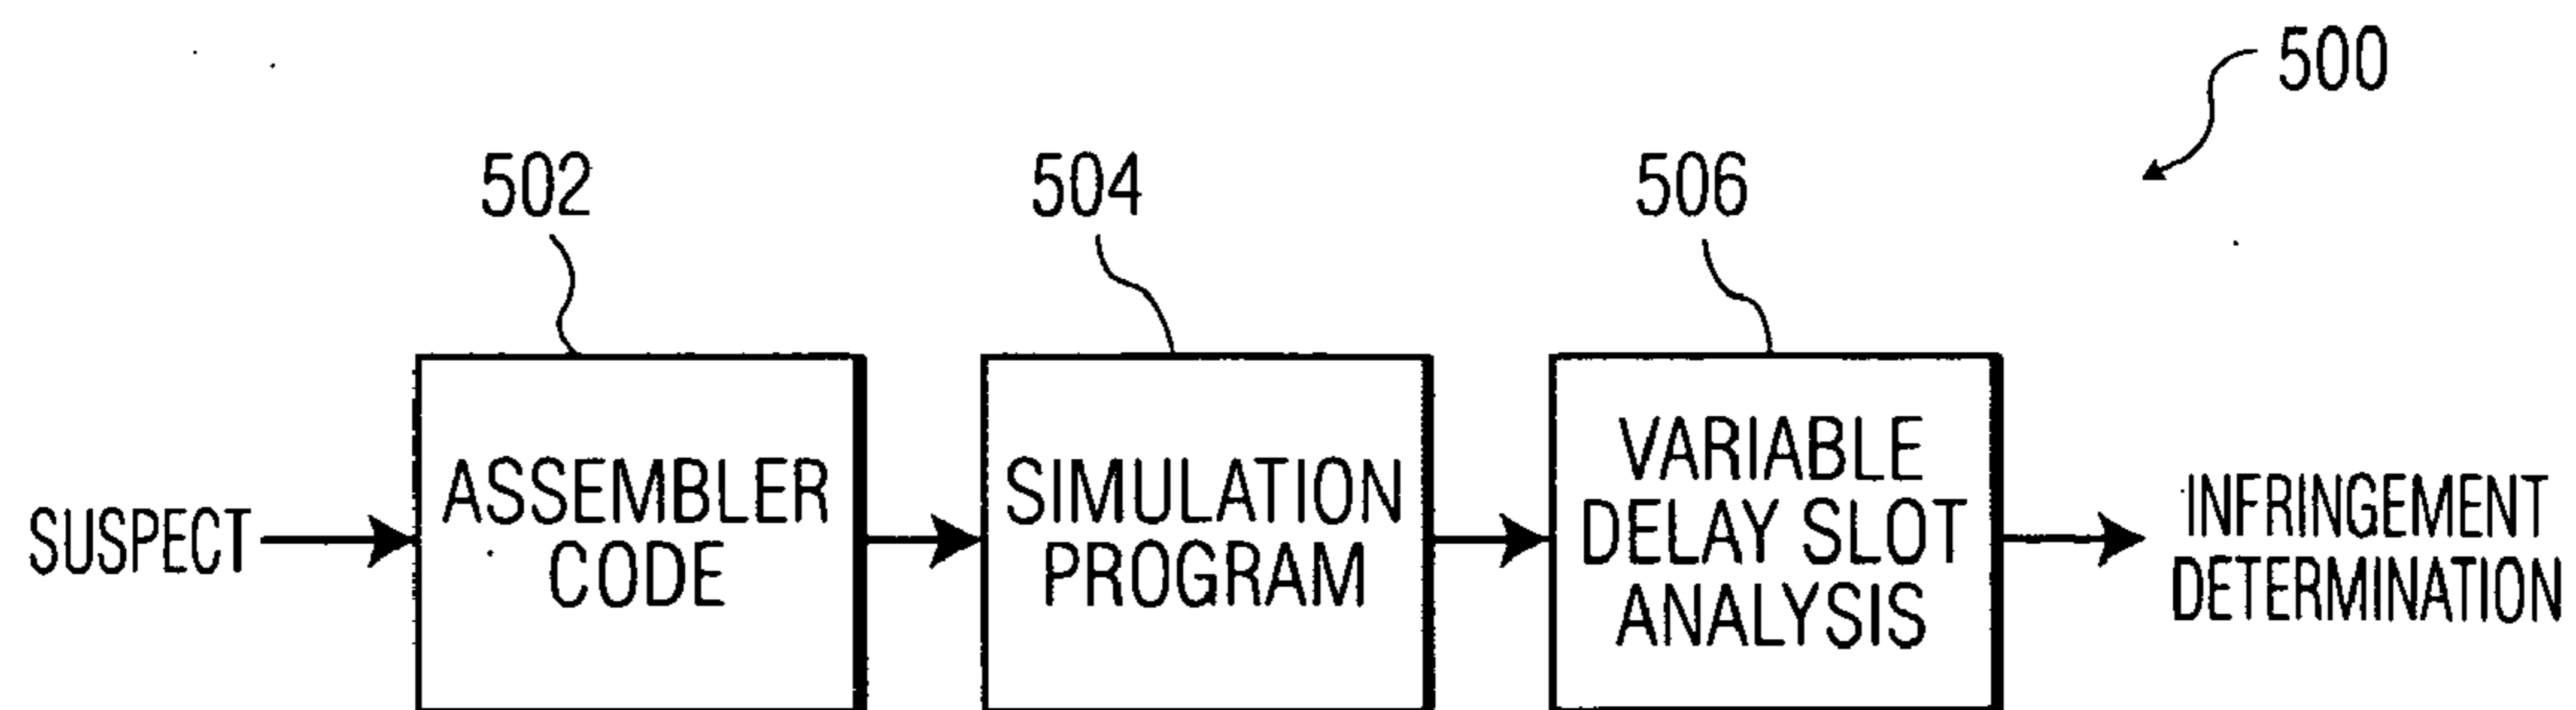 500
502
504
506
SUSPECT
ASSEMBLER
CODE
SIMULATION
PROGRAM
VARIABLE
DELAY SLOT
ANALYSIS
INFRINGEMENT
DETERMINATION